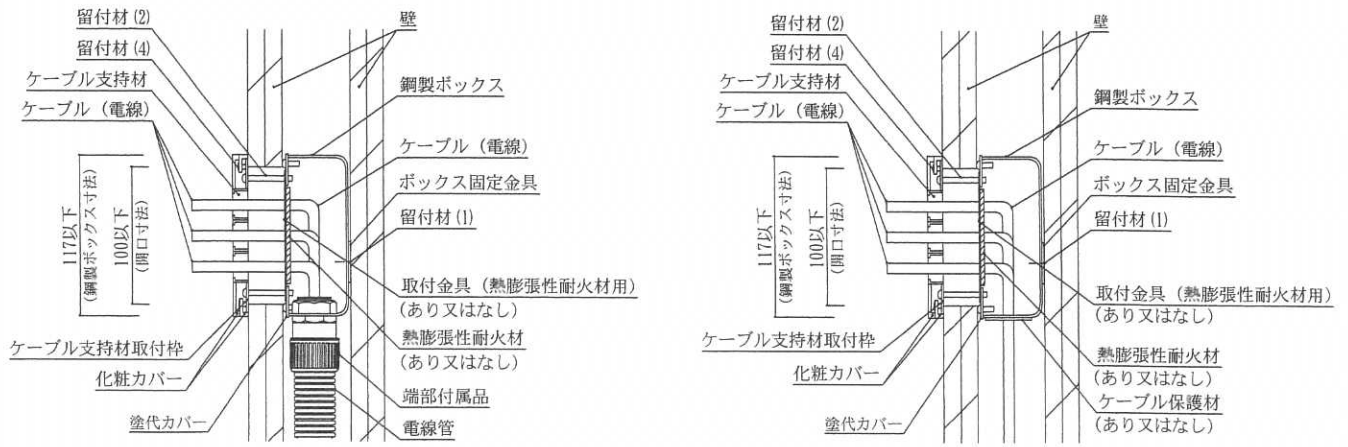 留付材(2)
留付材(4)
ケーブル支持材
ケーブル（電線）
117以下
(鋼製ボックス寸法)
100以下
(開口寸法)
ケーブル支持材取付枠
化粧カバー
塗代カバー
壁
鋼製ボックス
ケーブル（電線）
ボックス固定金具
留付材(1)
取付金具（熱膨張性耐火材用）
(あり又はなし)
熱膨張性耐火材
(あり又はなし)
端部付属品
電線管
留付材(2)
留付材(4)
ケーブル支持材
ケーブル（電線）
117以下
(鋼製ボックス寸法)
100以下
(開口寸法)
ケーブル支持材取付枠
化粧カバー
塗代カバー
壁
鋼製ボックス
ケーブル（電線）
ボックス固定金具
留付材(1)
取付金具（熱膨張性耐火材用）
(あり又はなし)
熱膨張性耐火材
(あり又はなし)
ケーブル保護材
(あり又はなし)